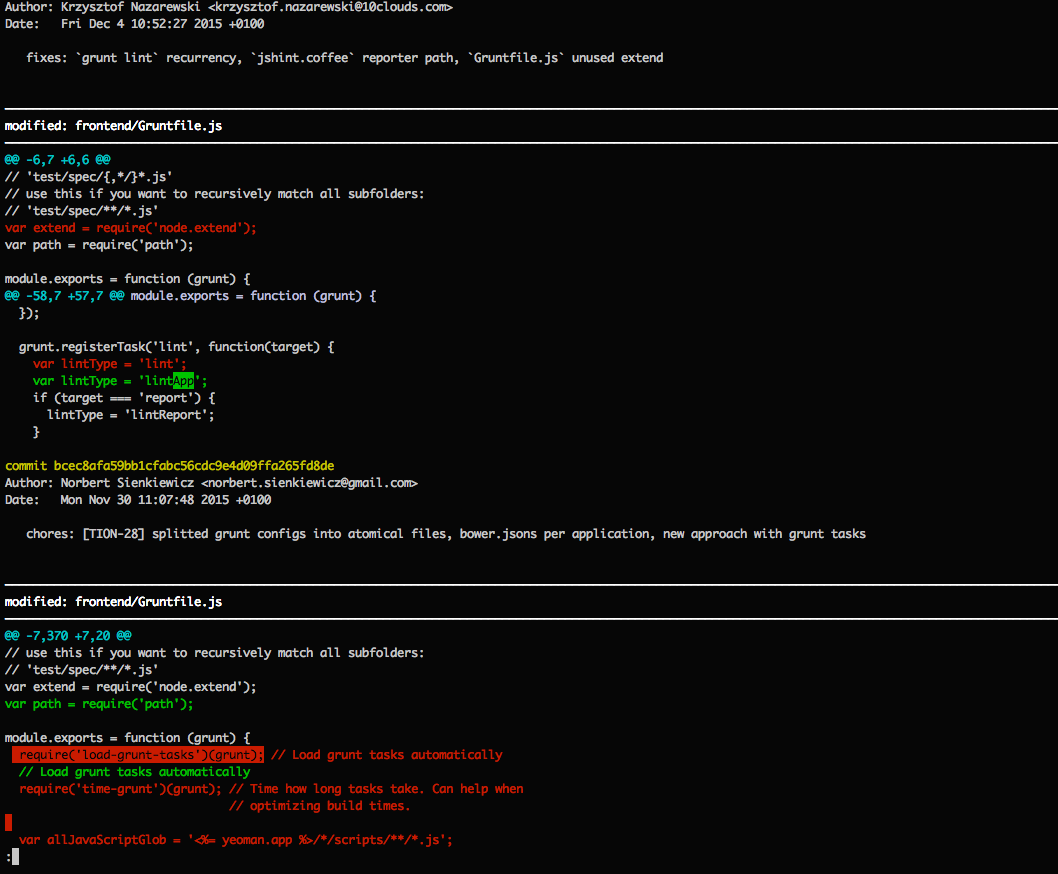 Author: Krzysztof Nazarewski <krzysztof.nazarewski@10clouds.com>
Date:   Fri Dec 4 10:52:27 2015 +0100
fixes: `grunt lint` recurrency, `jshint.coffee` reporter path, `Gruntfile.js` unused extend
modified: frontend/Gruntfile.js
@@ -6,7 +6,6 @@
// 'test/spec/{,*/}*.js'
// use this if you want to recursively match all subfolders:
// 'test/spec/**/*.js'
var extend = require('node.extend');
var path = require('path');
module.exports = function (grunt) {
@@ -58,7 +57,7 @@ module.exports = function (grunt) {
  });
  grunt.registerTask('lint', function(target) {
    var lintType = 'lint';
    var lintType = 'lintApp';
    if (target === 'report') {
      lintType = 'lintReport';
    }
commit bcec8afa59bb1cfabc56cdc9e4d09ffa265fd8de
Author: Norbert Sienkiewicz <norbert.sienkiewicz@gmail.com>
Date:   Mon Nov 30 11:07:48 2015 +0100
chores: [TION-28] splitted grunt configs into atomical files, bower.jsons per application, new approach with grunt tasks
modified: frontend/Gruntfile.js
@@ -7,370 +7,20 @@
// use this if you want to recursively match all subfolders:
// 'test/spec/**/*.js'
var extend = require('node.extend');
var path = require('path');
module.exports = function (grunt) {
  require('load-grunt-tasks')(grunt); // Load grunt tasks automatically
  // Load grunt tasks automatically
  require('time-grunt')(grunt); // Time how long tasks take. Can help when
                                // optimizing build times.
  var allJavaScriptGlob = '<%= yeoman.app %>/*/scripts/**/*.js';
: